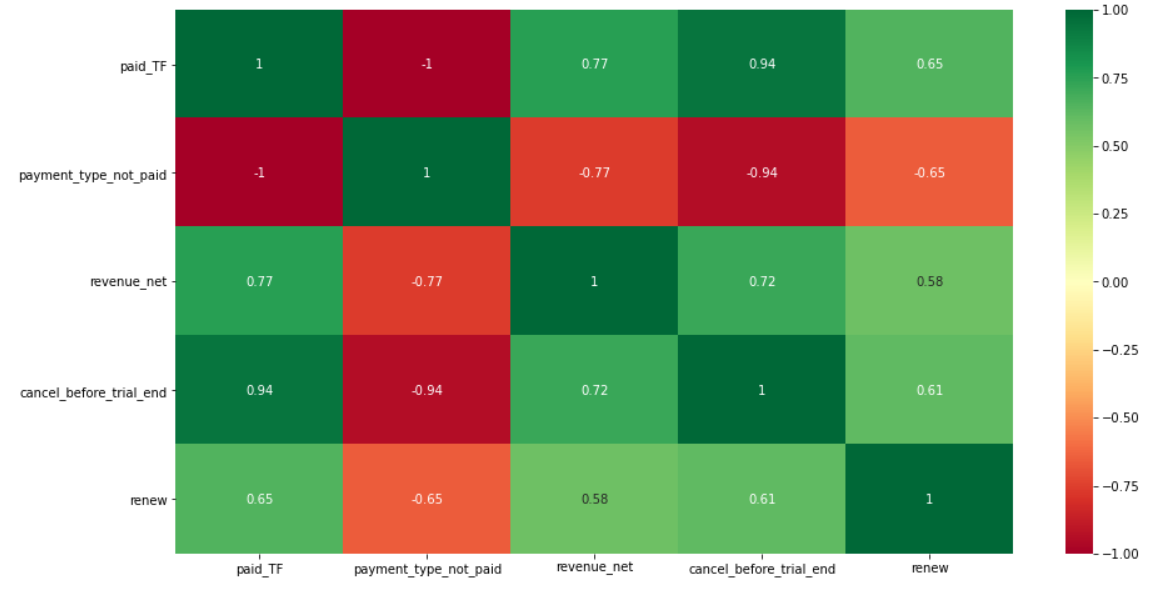 paid_TF 1 -1 0.77 0.94 0.65
payment_type_not_paid -1 1 -0.77 -0.94 -0.65
revenue_net 0.77 -0.77 1 0.72 0.58
cancel_before_trial_end 0.94 -0.94 0.72 1 0.61
renew 0.65 -0.65 0.58 0.61 1
paid_TF payment_type_not_paid revenue_net cancel_before_trial_end renew
1.00
0.75
0.50
0.25
0.00
−0.25
−0.50
−0.75
−1.00